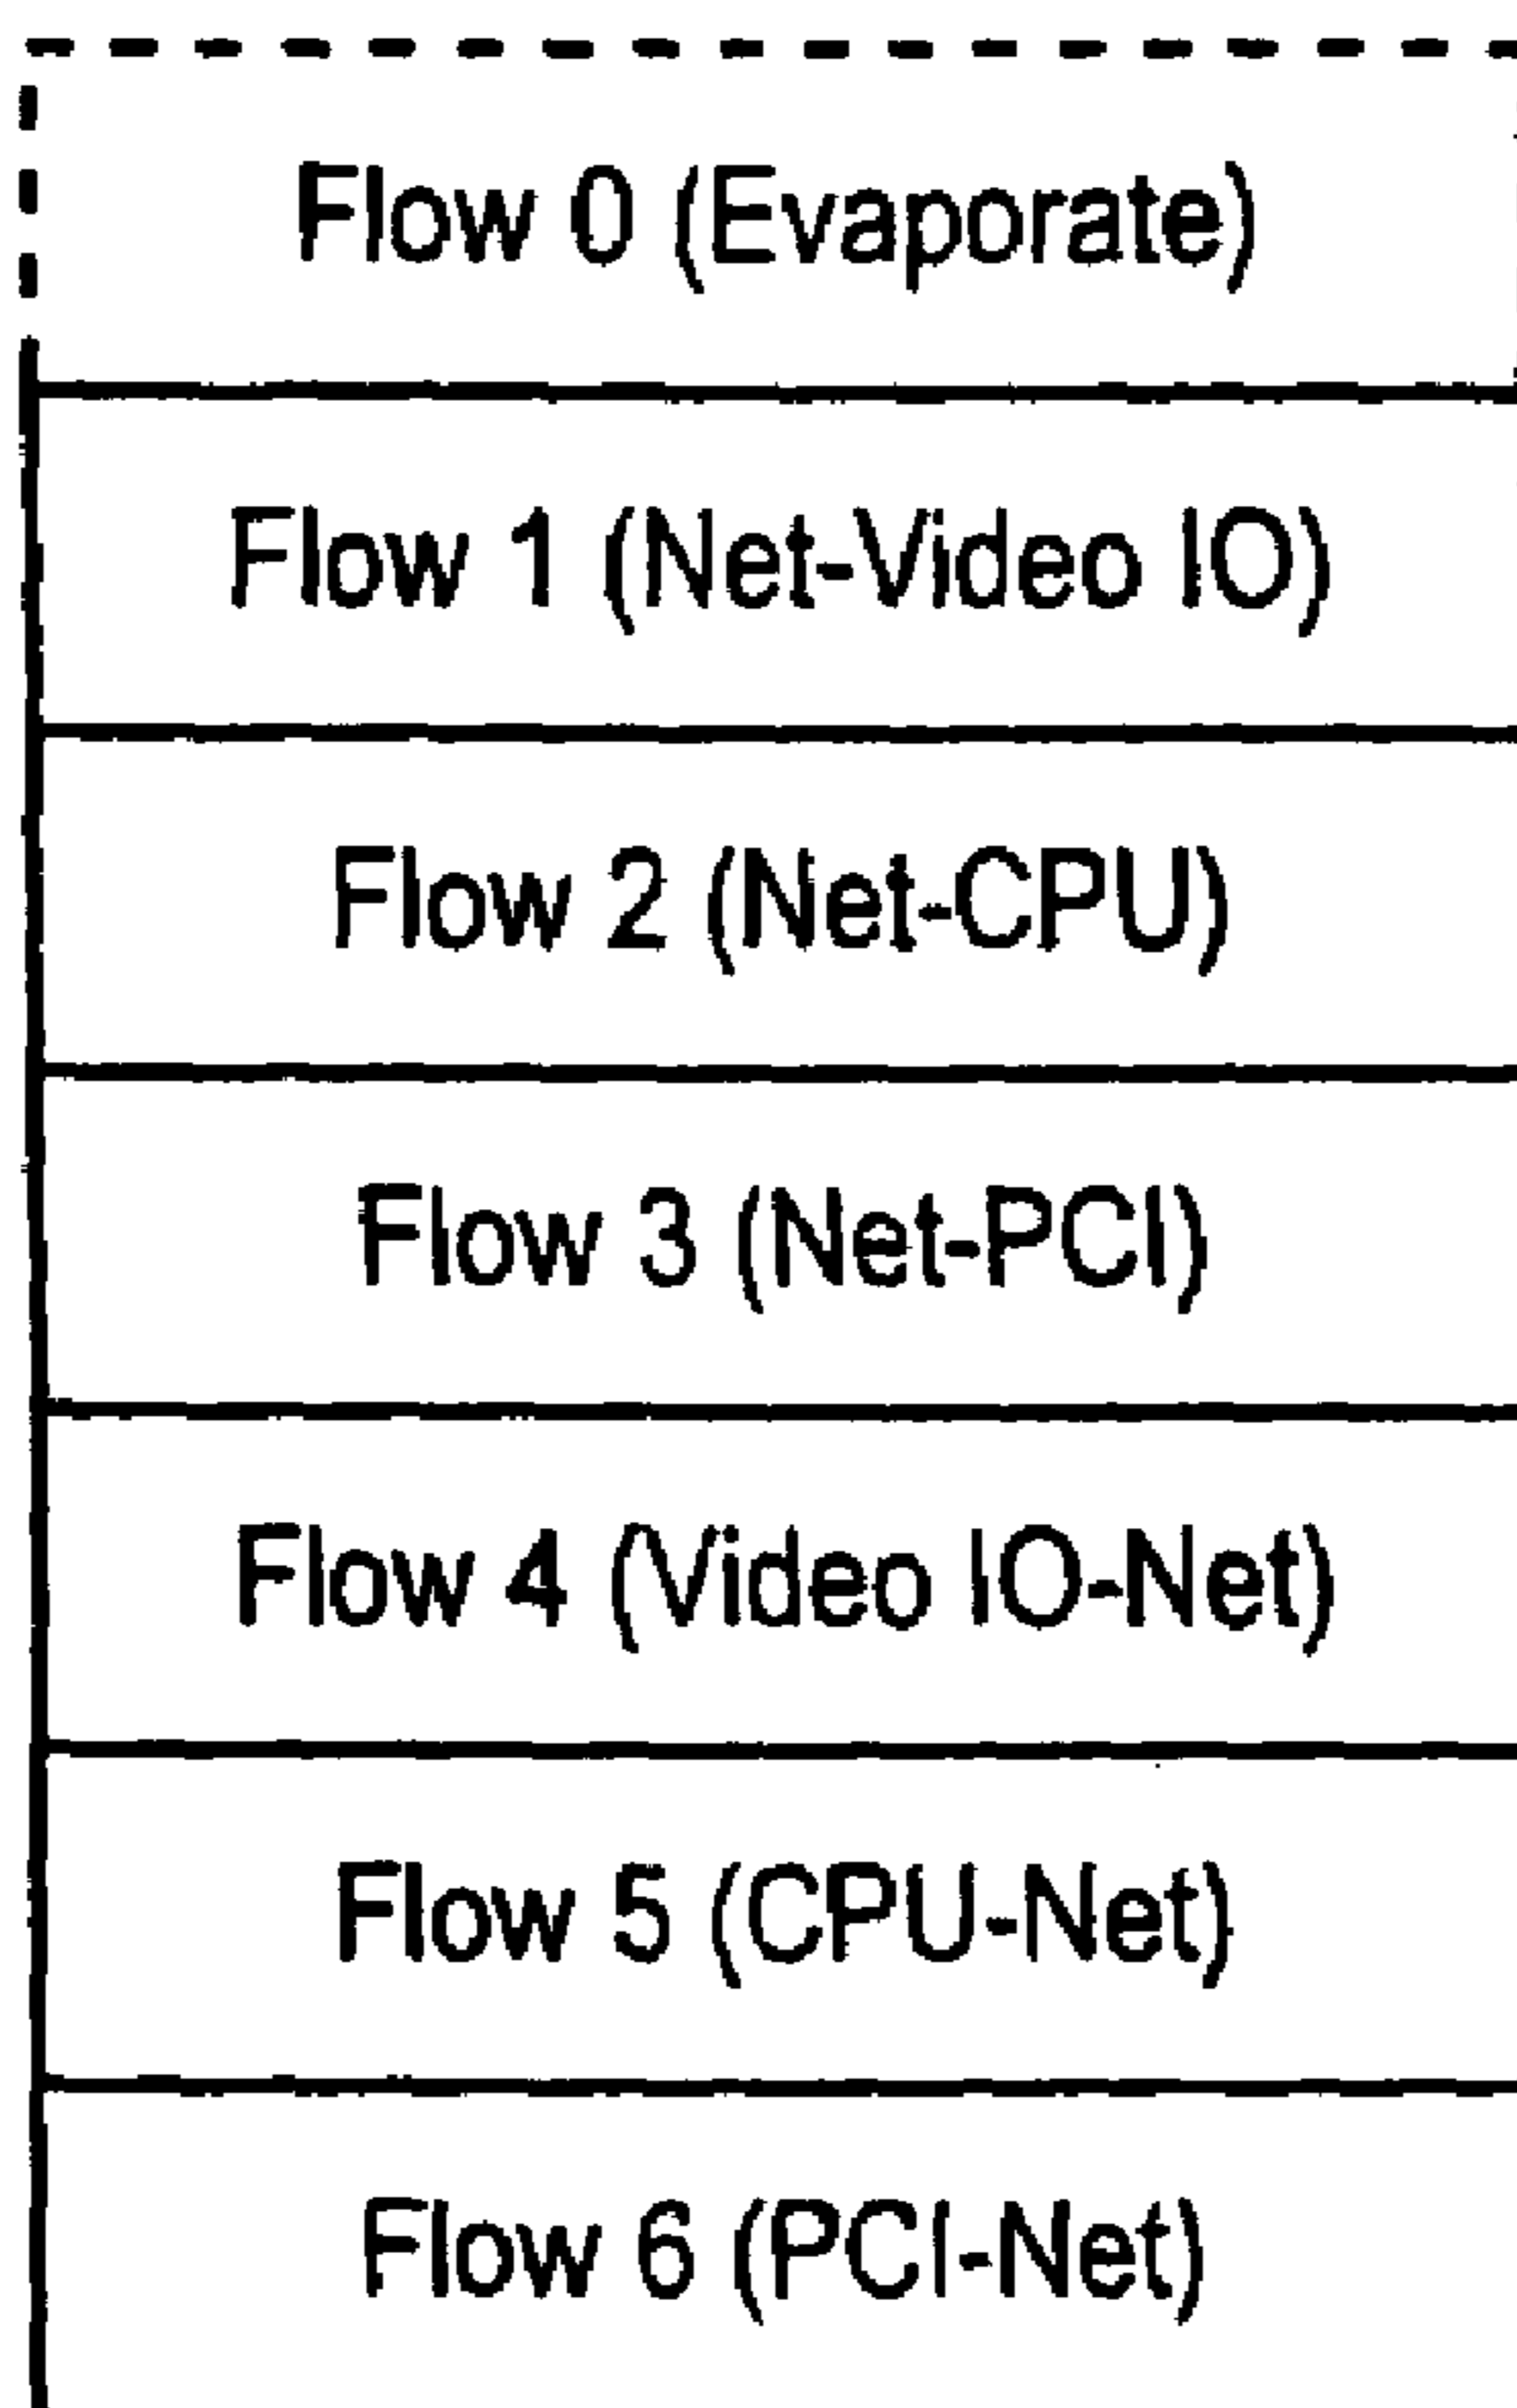 Flow 0 (Evaporate)
Flow 1 (Net-Video IO)
Flow 2 (Net-CPU)
Flow 3 (Net-PCI)
Flow 4 (Video IO-Net)
Flow 5 (CPU-Net)
Flow 6 (PCI-Net)